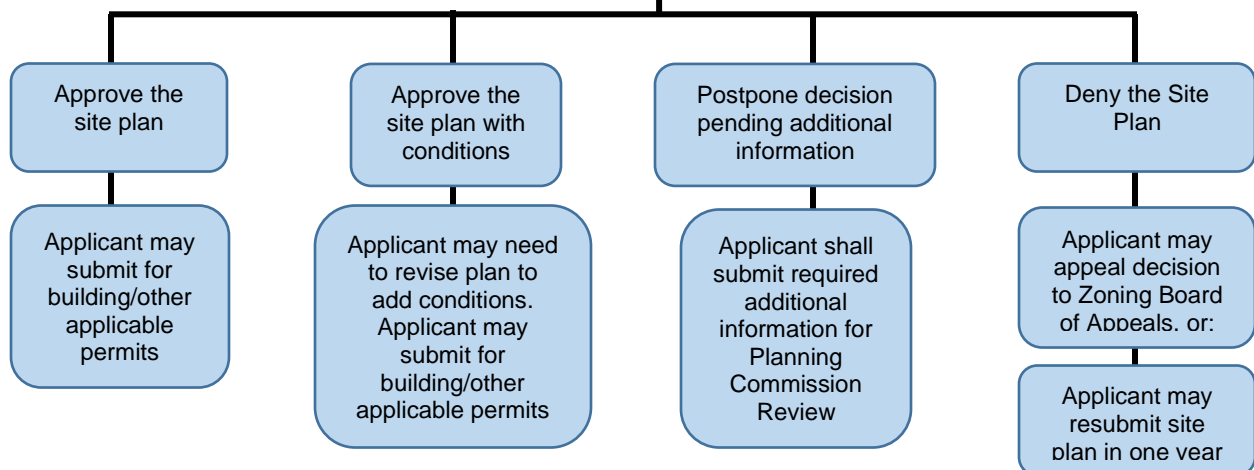 Approve the
site plan
Approve the
site plan with
conditions
Postpone decision
pending additional
information
Deny the Site
Plan
Applicant may
submit for
building/other
applicable
permits
Applicant may need
to revise plan to
add conditions.
Applicant may
submit for
building/other
applicable permits
Applicant shall
submit required
additional
information for
Planning
Commission
Review
Applicant may
appeal decision
to Zoning Board
of Appeals, or:
Applicant may
resubmit site
plan in one year